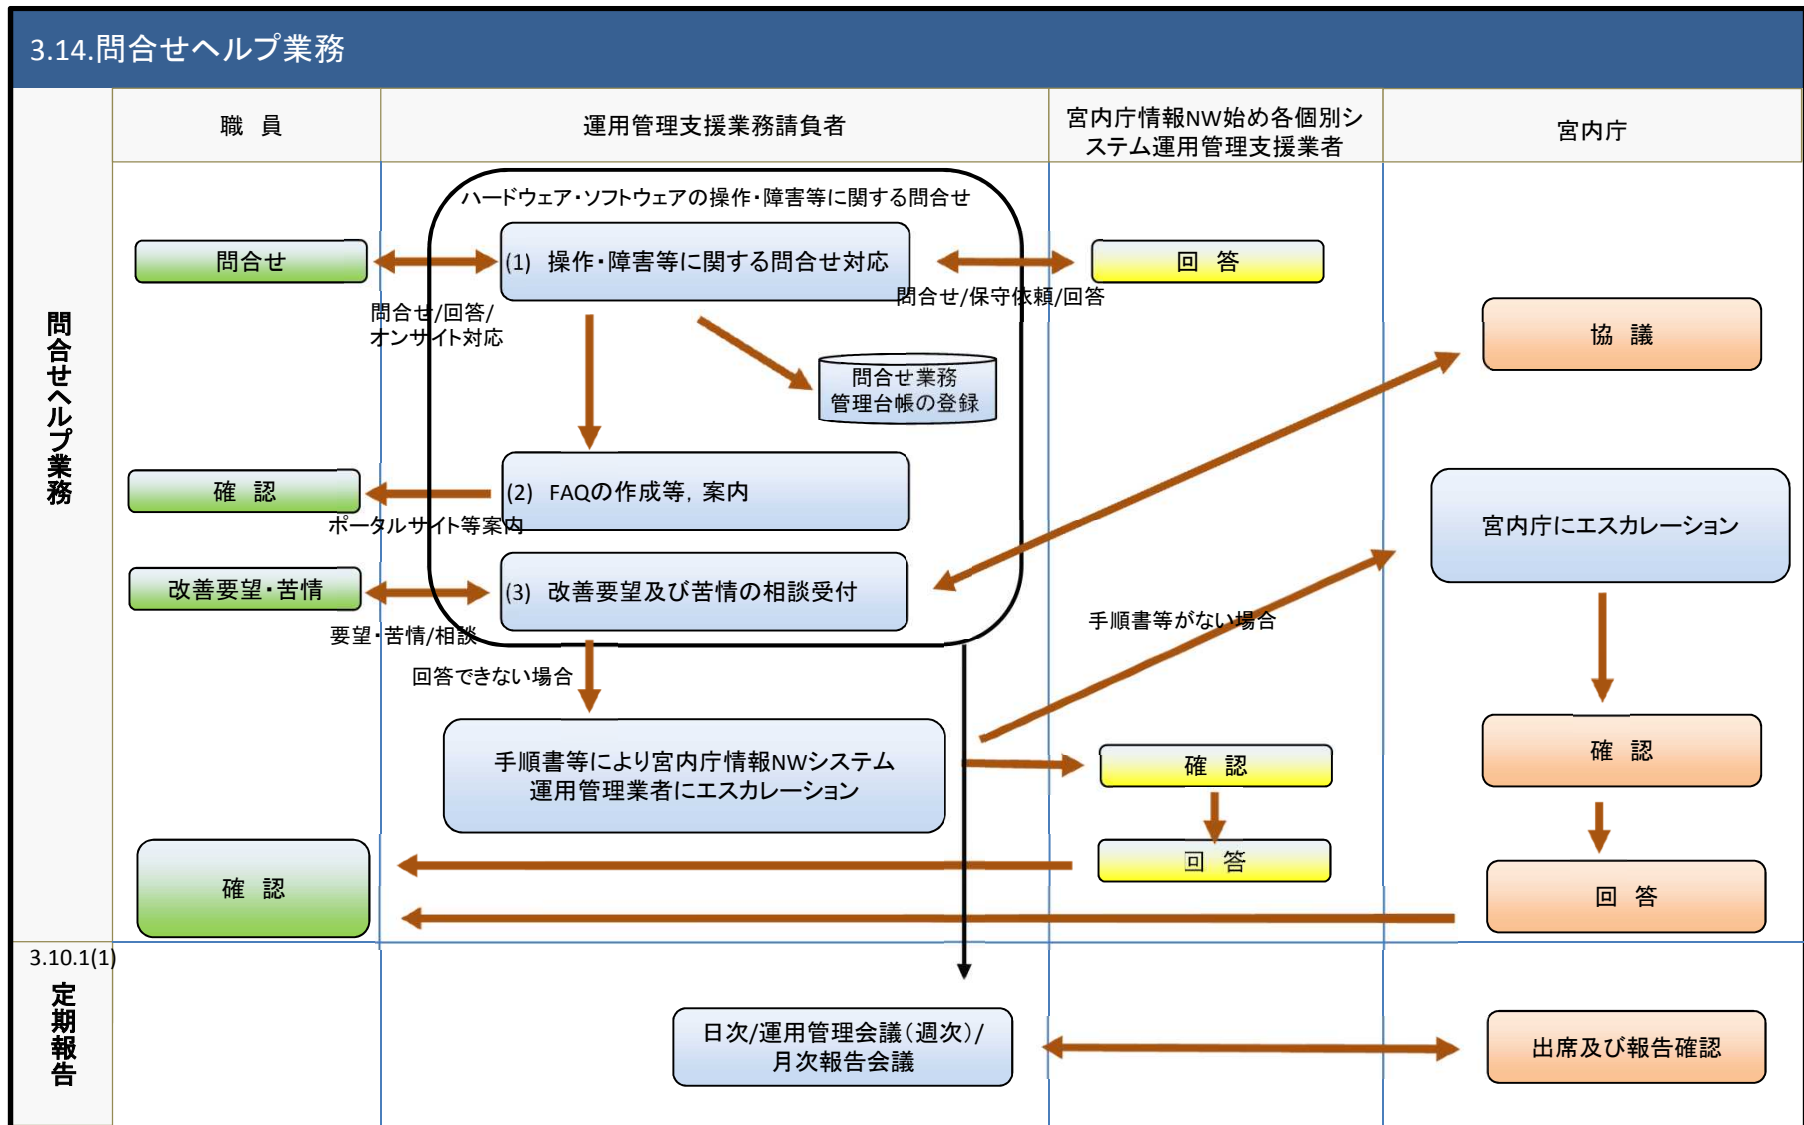 3.14.問合せヘルプ業務
職　員
運用管理支援業務請負者
宮内庁情報NW始め各個別シ
ステム運用管理支援業者
宮内庁
問合せヘルプ業務
ハードウェア・ソフトウェアの操作・障害等に関する問合せ
問合せ
(1)　操作・障害等に関する問合せ対応
回　答
問合せ/保守依頼/回答
問合せ/回答/
オンサイト対応
協　議
問合せ業務
管理台帳の登録
確　認
(2)　FAQの作成等，案内
ポータルサイト等案内
宮内庁にエスカレーション
改善要望・苦情
(3)　改善要望及び苦情の相談受付
要望・苦情/相談
手順書等がない場合
回答できない場合
手順書等により宮内庁情報NWシステム
運用管理業者にエスカレーション
確　認
確　認
回　答
確　認
回　答
3.10.1(1)
定期報告
日次/運用管理会議（週次）/
月次報告会議
出席及び報告確認